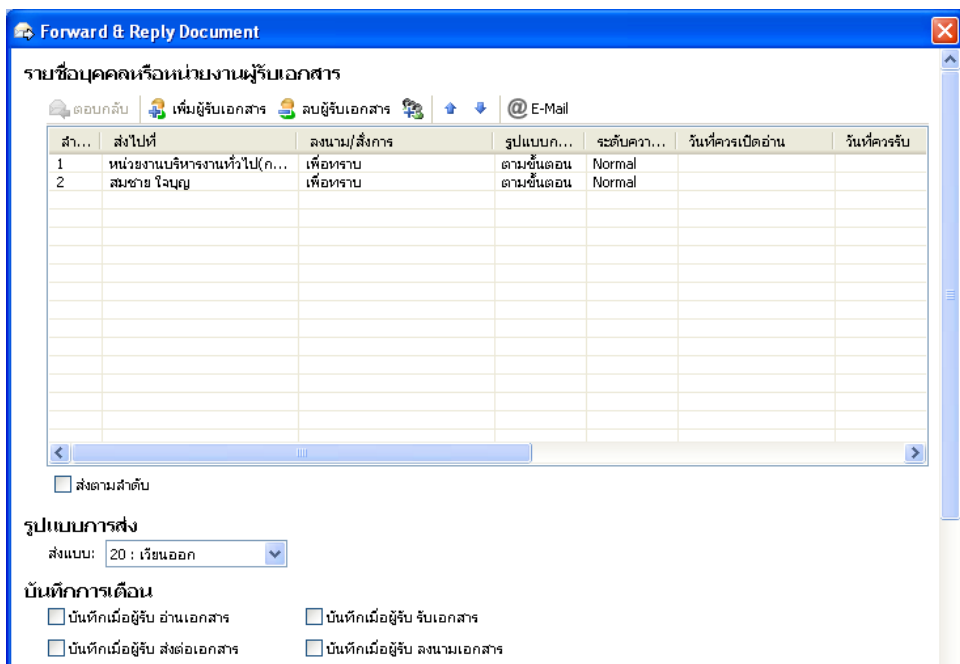 Forward & Reply Document
รายชื่อบุคคลหรือหน่วยงานผู้รับเอกสาร
ตอบกลับ เพิ่มผู้รับเอกสาร ลบผู้รับเอกสาร @ E-Mail
ลำ... ส่งไปที่ ลงนาม/สั่งการ รูปแบบก... ระดับควา... วันที่ควรเปิดอ่าน วันที่ควรรับ
1 หน่วยงานบริหารงานทั่วไป(ก... เพื่อทราบ ตามขั้นตอน Normal
2 สมชาย ใจบุญ เพื่อทราบ ตามขั้นตอน Normal
ส่งตามลำดับ
รูปแบบการส่ง
ส่งแบบ: 20 : เวียนออก
บันทึกการเตือน
บันทึกเมื่อผู้รับ อ่านเอกสาร บันทึกเมื่อผู้รับ รับเอกสาร
บันทึกเมื่อผู้รับ ส่งต่อเอกสาร บันทึกเมื่อผู้รับ ลงนามเอกสาร